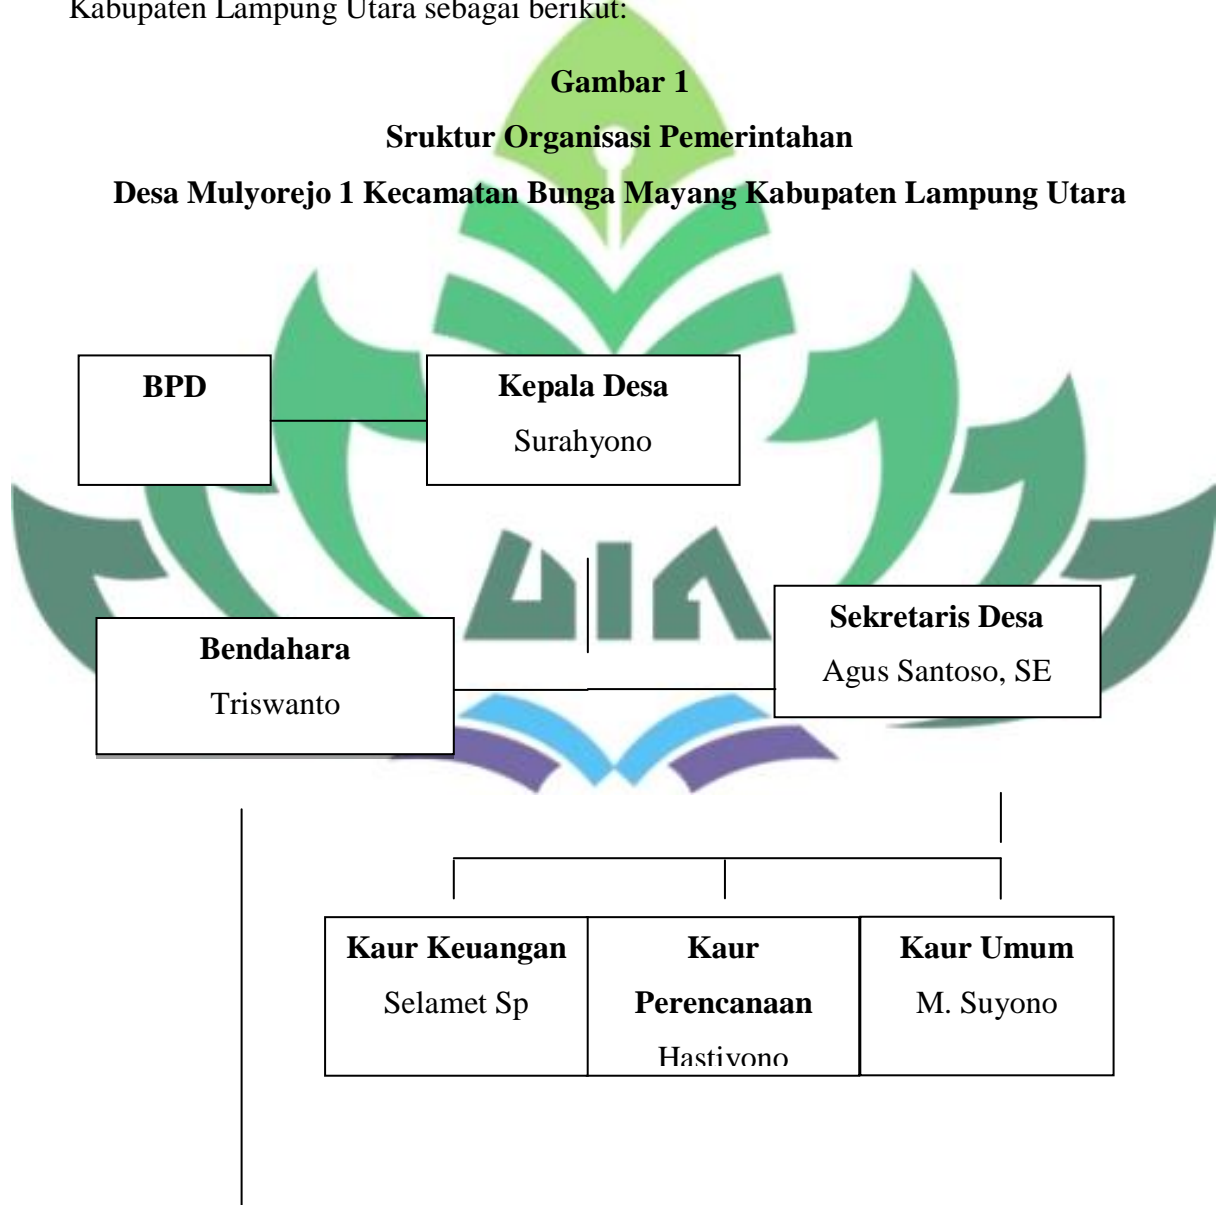 Kabupaten Lampung Utara sebagai berikut:
Gambar 1
Sruktur Organisasi Pemerintahan
Desa Mulyorejo 1 Kecamatan Bunga Mayang Kabupaten Lampung Utara
BPD
Kepala Desa
Surahyono
UIN
Bendahara
Triswanto
Sekretaris Desa
Agus Santoso, SE
Kaur Keuangan
Selamet Sp
Kaur
Perencanaan
Hastiyono
Kaur Umum
M. Suyono